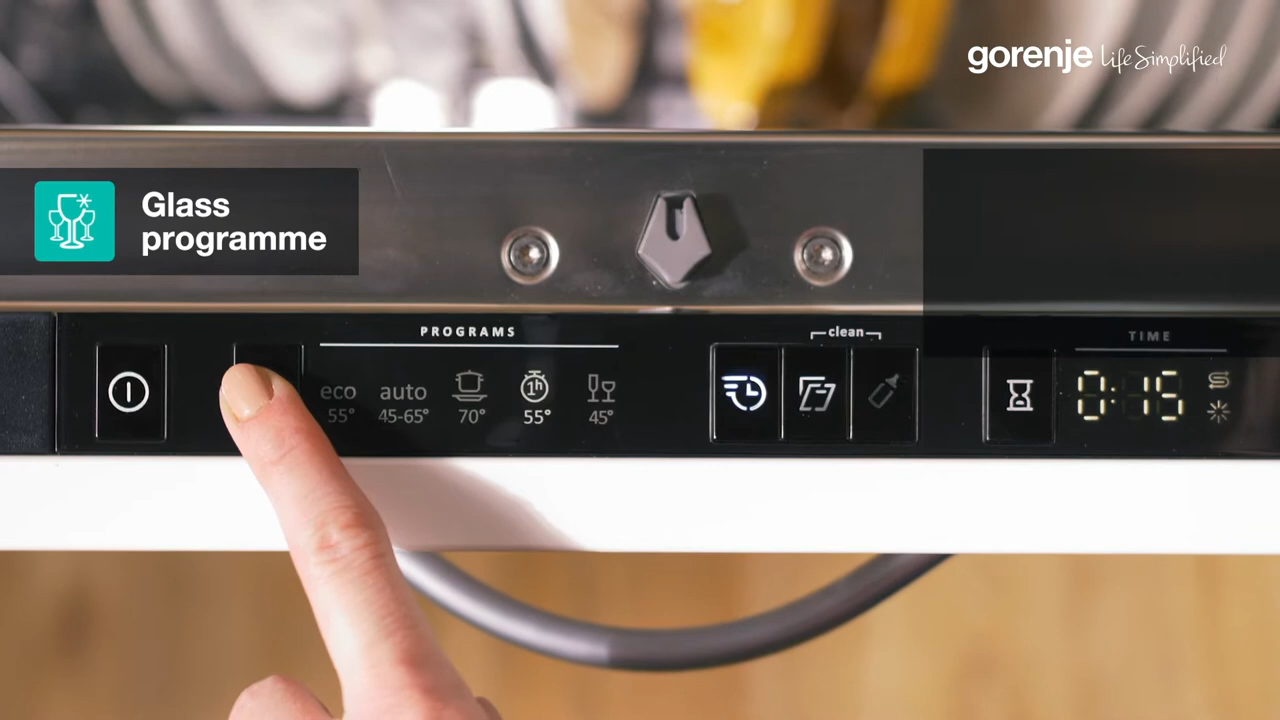 gorenje Life Simplified
Glass
programme
PROGRAMS
clean
TIME
eco
auto
1h
0:15
55°
45-65°
70°
55°
45°